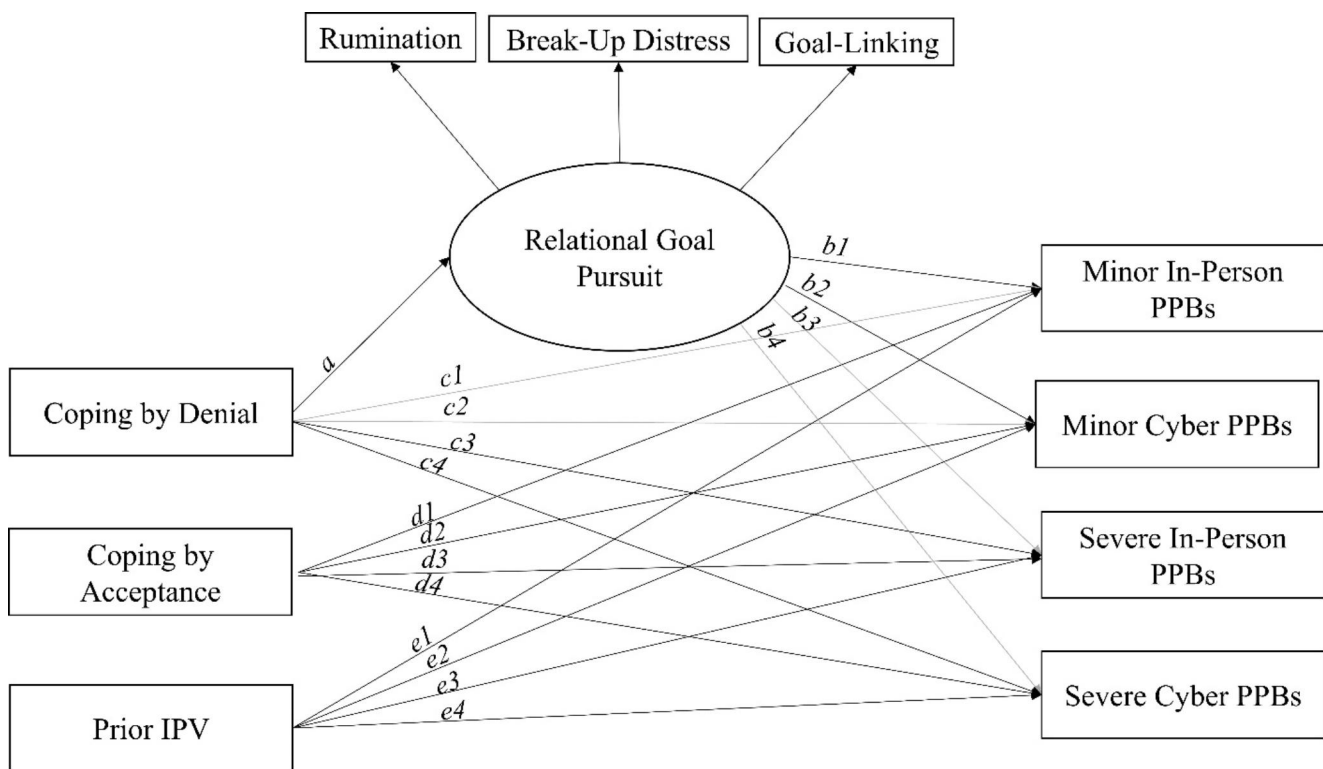 Rumination
Break-Up Distress
Goal-Linking
Relational Goal
Pursuit
b1
b2
b3
b4
a
c1
c2
c3
c4
d1
d2
d3
d4
e1
e2
e3
e4
Coping by Denial
Coping by
Acceptance
Prior IPV
Minor In-Person
PPBs
Minor Cyber PPBs
Severe In-Person
PPBs
Severe Cyber PPBs